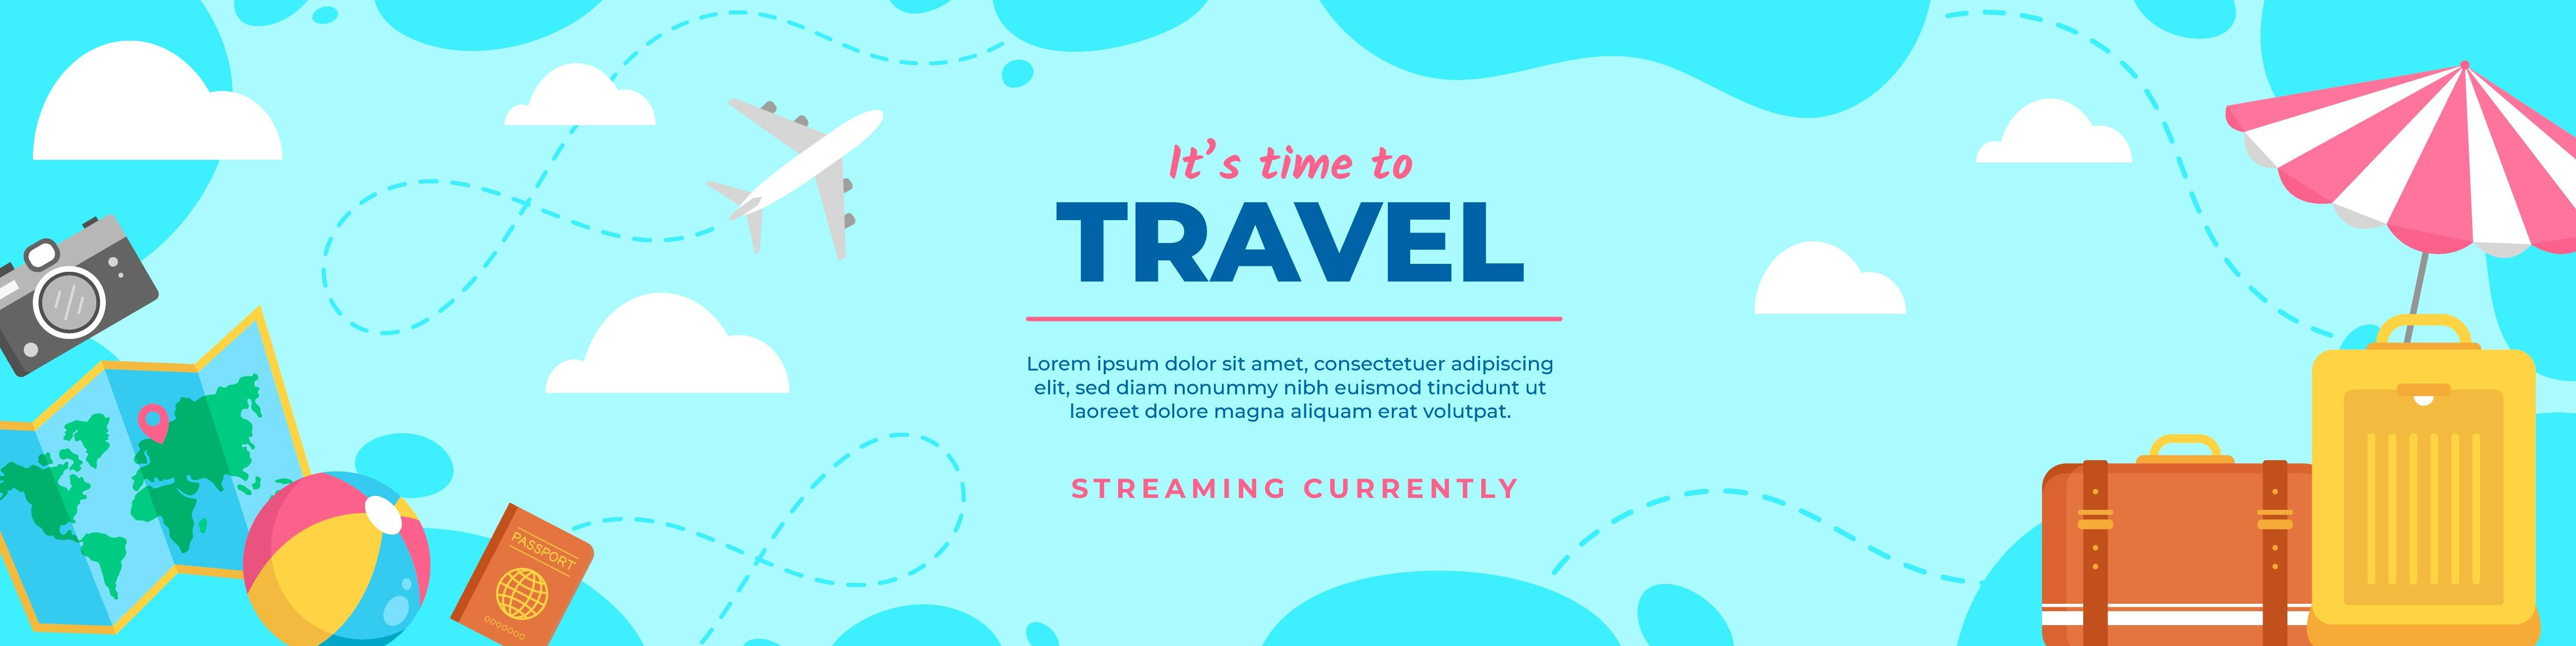 It's time to
TRAVEL
Lorem ipsum dolor sit amet, consectetuer adipiscing
elit, sed diam nonummy nibh euismod tincidunt ut
laoreet dolore magna aliquam erat volutpat.
STREAMING CURRENTLY
PASSPORT